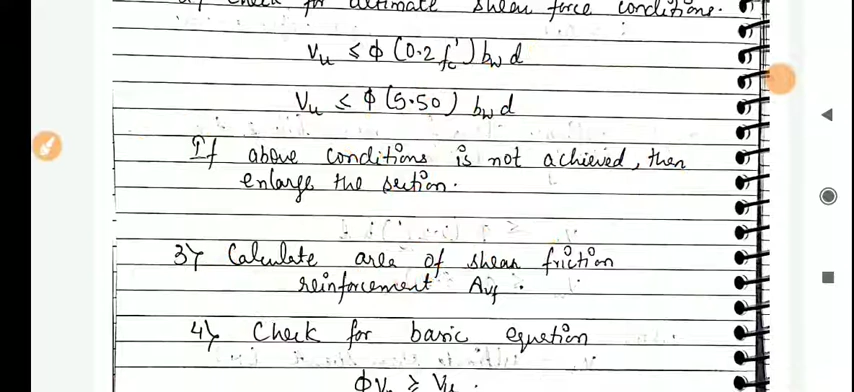 2) Check for ultimate shear force conditions.
Vu ≤ φ (0.2 fc') bw d
Vu ≤ φ (5.50) bw d
If above conditions is not achieved, then
enlarge the section.
3) Calculate area of shear friction
reinforcement Avf.
4) Check for basic equation
φVn ≥ Vu.